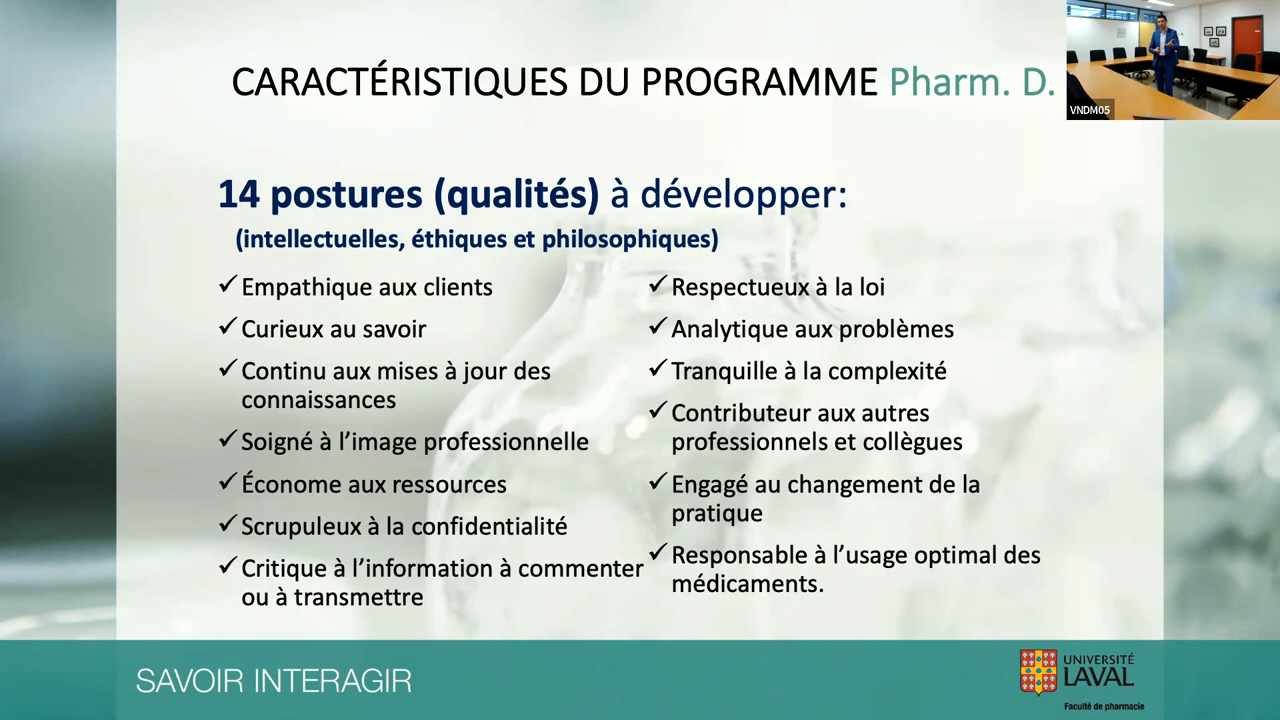 CARACTÉRISTIQUES DU PROGRAMME Pharm. D.
VNDM05
14 postures (qualités) à développer:
(intellectuelles, éthiques et philosophiques)
✓Empathique aux clients
✓Curieux au savoir
✓Continu aux mises à jour des
connaissances
✓Soigné à l’image professionnelle
✓Économe aux ressources
✓Scrupuleux à la confidentialité
✓Critique à l’information à commenter
ou à transmettre
✓Respectueux à la loi
✓Analytique aux problèmes
✓Tranquille à la complexité
✓Contributeur aux autres
professionnels et collègues
✓Engagé au changement de la
pratique
✓Responsable à l’usage optimal des
médicaments.
SAVOIR INTERAGIR
UNIVERSITÉ
LAVAL
Faculté de pharmacie